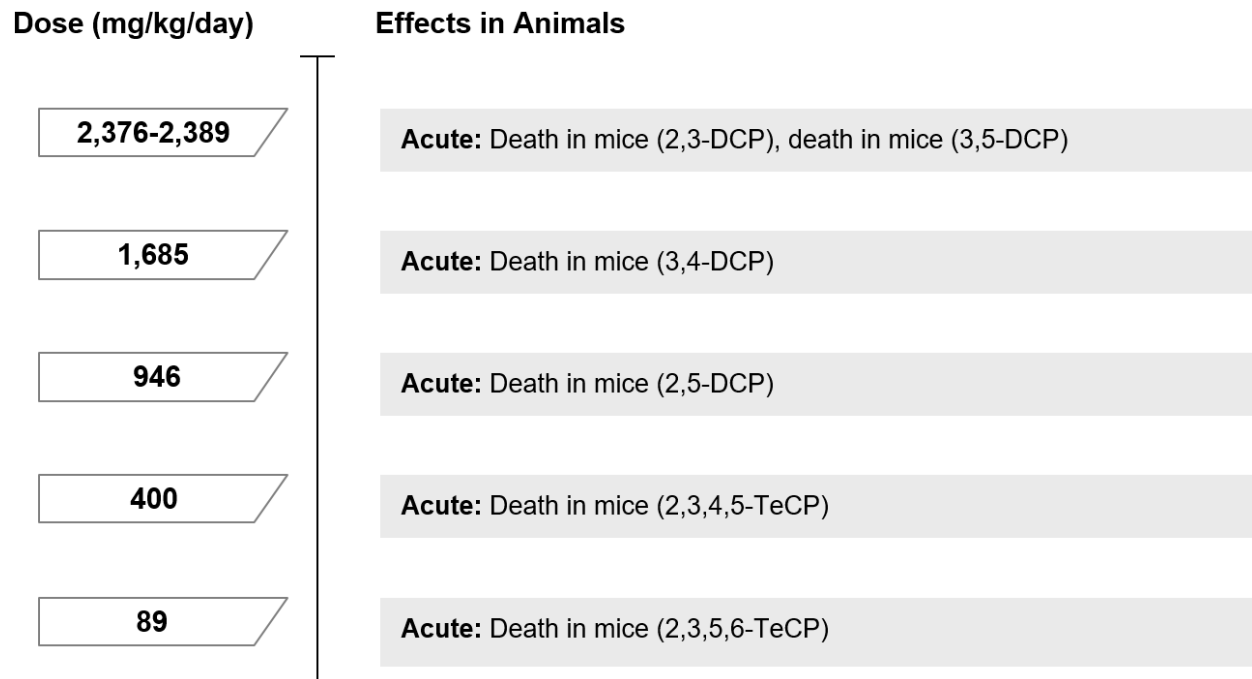 Dose (mg/kg/day) Effects in Animals
2,376-2,389 Acute: Death in mice (2,3-DCP), death in mice (3,5-DCP)
1,685 Acute: Death in mice (3,4-DCP)
946 Acute: Death in mice (2,5-DCP)
400 Acute: Death in mice (2,3,4,5-TeCP)
89 Acute: Death in mice (2,3,5,6-TeCP)